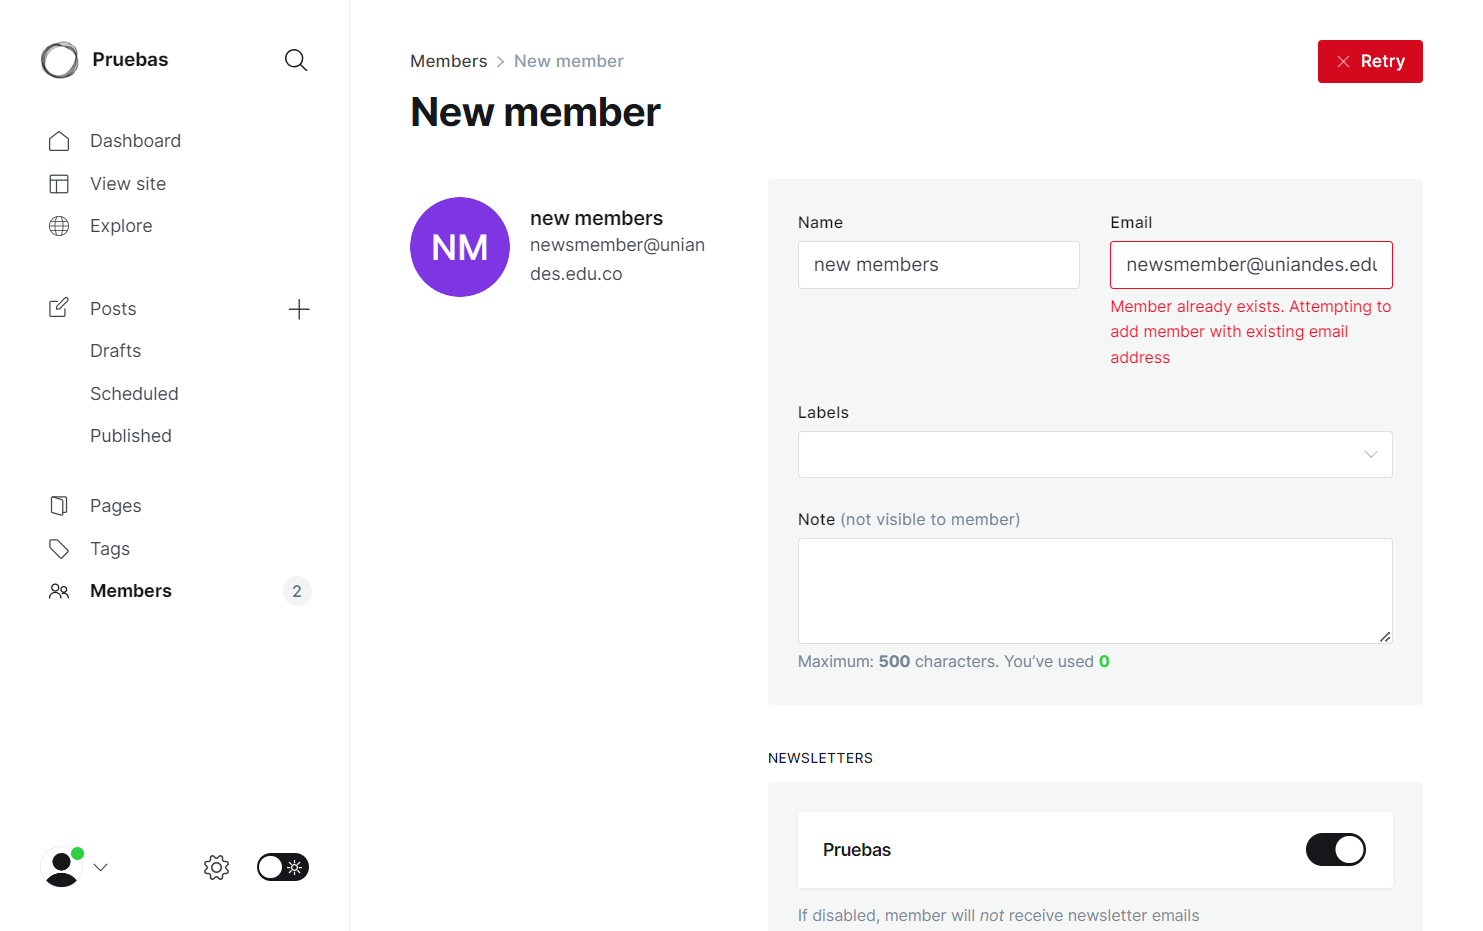 Pruebas
Dashboard
View site
Explore
Posts
Drafts
Scheduled
Published
Pages
Tags
Members 2
Members > New member
Retry
New member
NM
new members
newsmember@unian
des.edu.co
Name
new members
Email
newsmember@uniandes.edu
Member already exists. Attempting to
add member with existing email
address
Labels
Note (not visible to member)
Maximum: 500 characters. You’ve used 0
NEWSLETTERS
Pruebas
If disabled, member will not receive newsletter emails